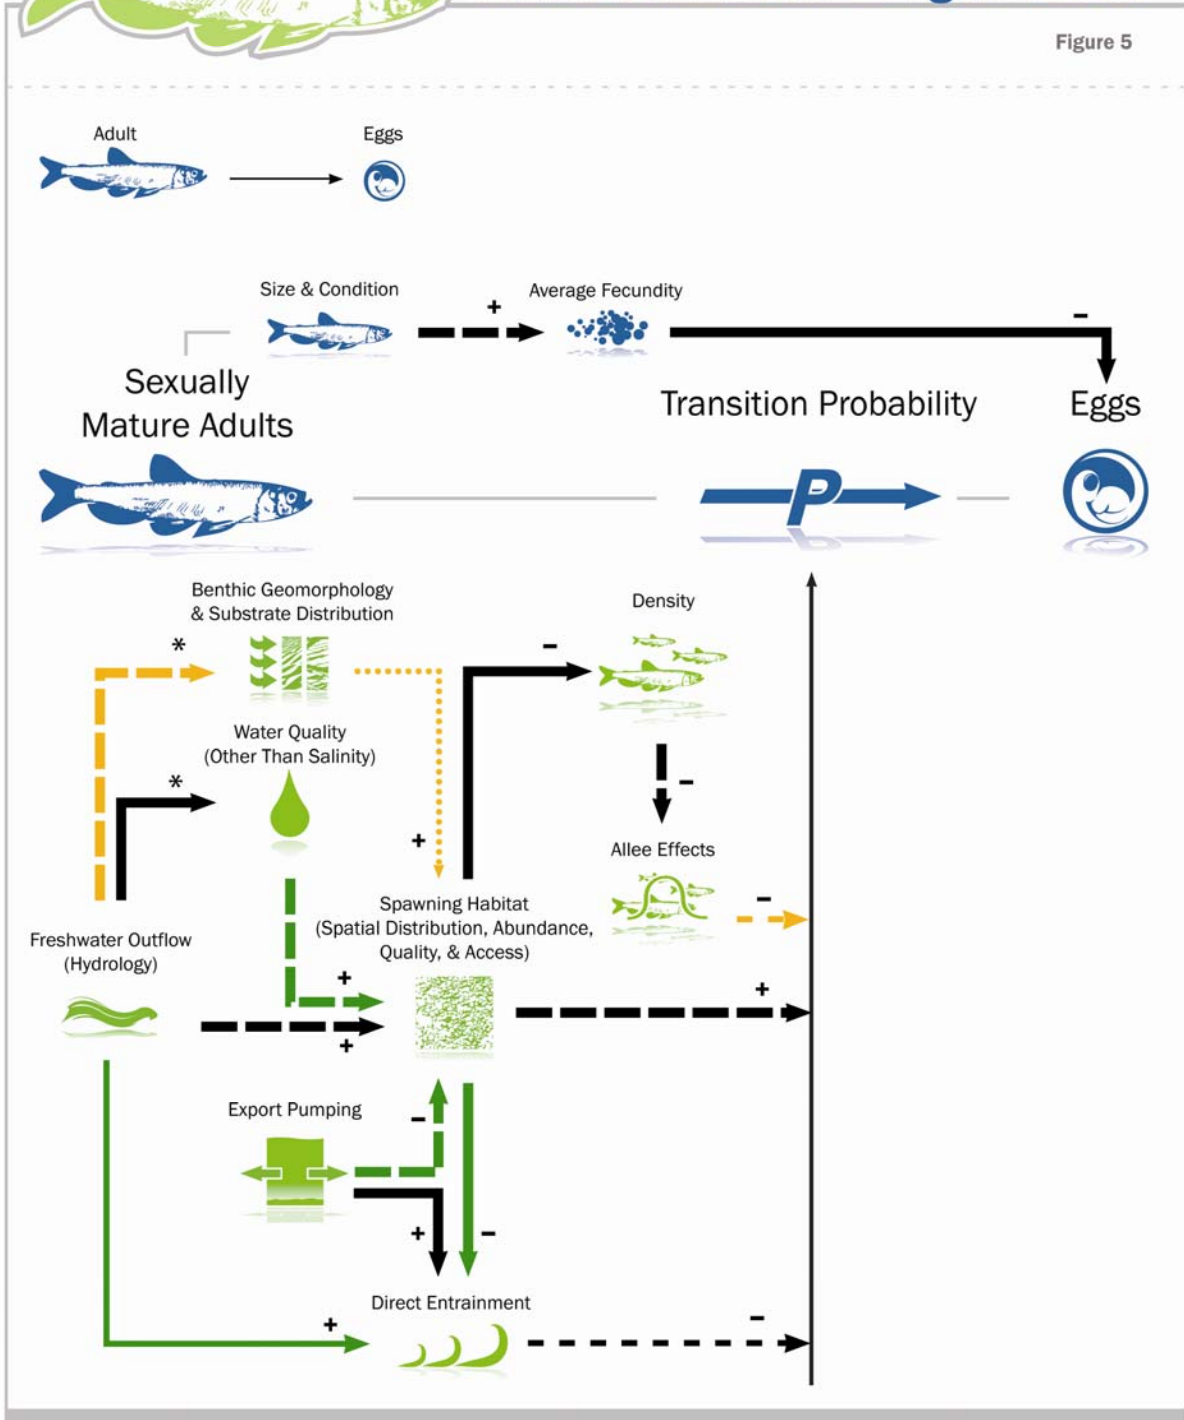 Figure 5
Adult
Eggs
Size & Condition
+
Average Fecundity
-
Sexually
Mature Adults
Transition Probability
Eggs
P
Benthic Geomorphology
& Substrate Distribution
Density
*
-
Water Quality
(Other Than Salinity)
*
-
+
Allee Effects
-
Spawning Habitat
(Spatial Distribution, Abundance,
Quality, & Access)
Freshwater Outflow
(Hydrology)
+
+
+
Export Pumping
-
+
-
Direct Entrainment
+
-